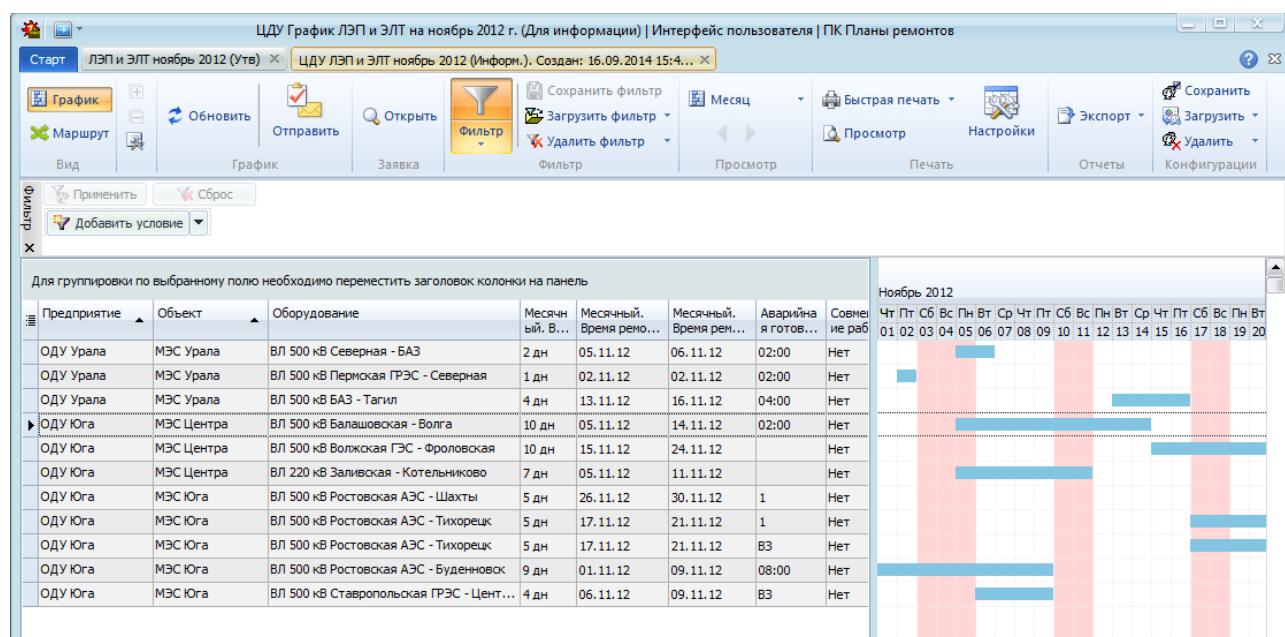 ЦДУ График ЛЭП и ЭЛТ на ноябрь 2012 г. (Для информации) | Интерфейс пользователя | ПК Планы ремонтов
Старт ЛЭП и ЭЛТ ноябрь 2012 (Утв) ЦДУ ЛЭП и ЭЛТ ноябрь 2012 (Информ.). Создан: 16.09.2014 15:4...
График Обновить Отправить Открыть Фильтр Сохранить фильтр Месяц Быстрая печать Настройки Экспорт Сохранить
Загрузить фильтр Загрузить
Маршрут Удалить фильтр Просмотр Удалить
Вид График Заявка Фильтр Просмотр Печать Отчеты Конфигурации
Фильтр
Применить Сброс
Добавить условие
Для группировки по выбранному полю необходимо переместить заголовок колонки на панель
Ноябрь 2012
Предприятие Объект Оборудование Месячн Месячный. Месячный. Аварийна Совмещ Чт Пт Сб Вс Пн Вт Ср Чт Пт Сб Вс Пн Вт Ср Чт Пт Сб Вс Пн Вт
ый. В... Время ремо... Время рем... я готов... ие раб 01 02 03 04 05 06 07 08 09 10 11 12 13 14 15 16 17 18 19 20
ОДУ Урала МЭС Урала ВЛ 500 кВ Северная - БАЗ 2 дн 05.11.12 06.11.12 02:00 Нет
ОДУ Урала МЭС Урала ВЛ 500 кВ Пермская ГРЭС - Северная 1 дн 02.11.12 02.11.12 02:00 Нет
ОДУ Урала МЭС Урала ВЛ 500 кВ БАЗ - Тагил 4 дн 13.11.12 16.11.12 04:00 Нет
ОДУ Юга МЭС Центра ВЛ 500 кВ Балашовская - Волга 10 дн 05.11.12 14.11.12 02:00 Нет
ОДУ Юга МЭС Центра ВЛ 500 кВ Волжская ГЭС - Фроловская 10 дн 15.11.12 24.11.12 Нет
ОДУ Юга МЭС Центра ВЛ 220 кВ Заливская - Котельниково 7 дн 05.11.12 11.11.12 Нет
ОДУ Юга МЭС Юга ВЛ 500 кВ Ростовская АЭС - Шахты 5 дн 26.11.12 30.11.12 1 Нет
ОДУ Юга МЭС Юга ВЛ 500 кВ Ростовская АЭС - Тихорецк 5 дн 17.11.12 21.11.12 1 Нет
ОДУ Юга МЭС Юга ВЛ 500 кВ Ростовская АЭС - Тихорецк 5 дн 17.11.12 21.11.12 ВЗ Нет
ОДУ Юга МЭС Юга ВЛ 500 кВ Ростовская АЭС - Буденновск 9 дн 01.11.12 09.11.12 08:00 Нет
ОДУ Юга МЭС Юга ВЛ 500 кВ Ставропольская ГРЭС - Цент... 4 дн 06.11.12 09.11.12 ВЗ Нет